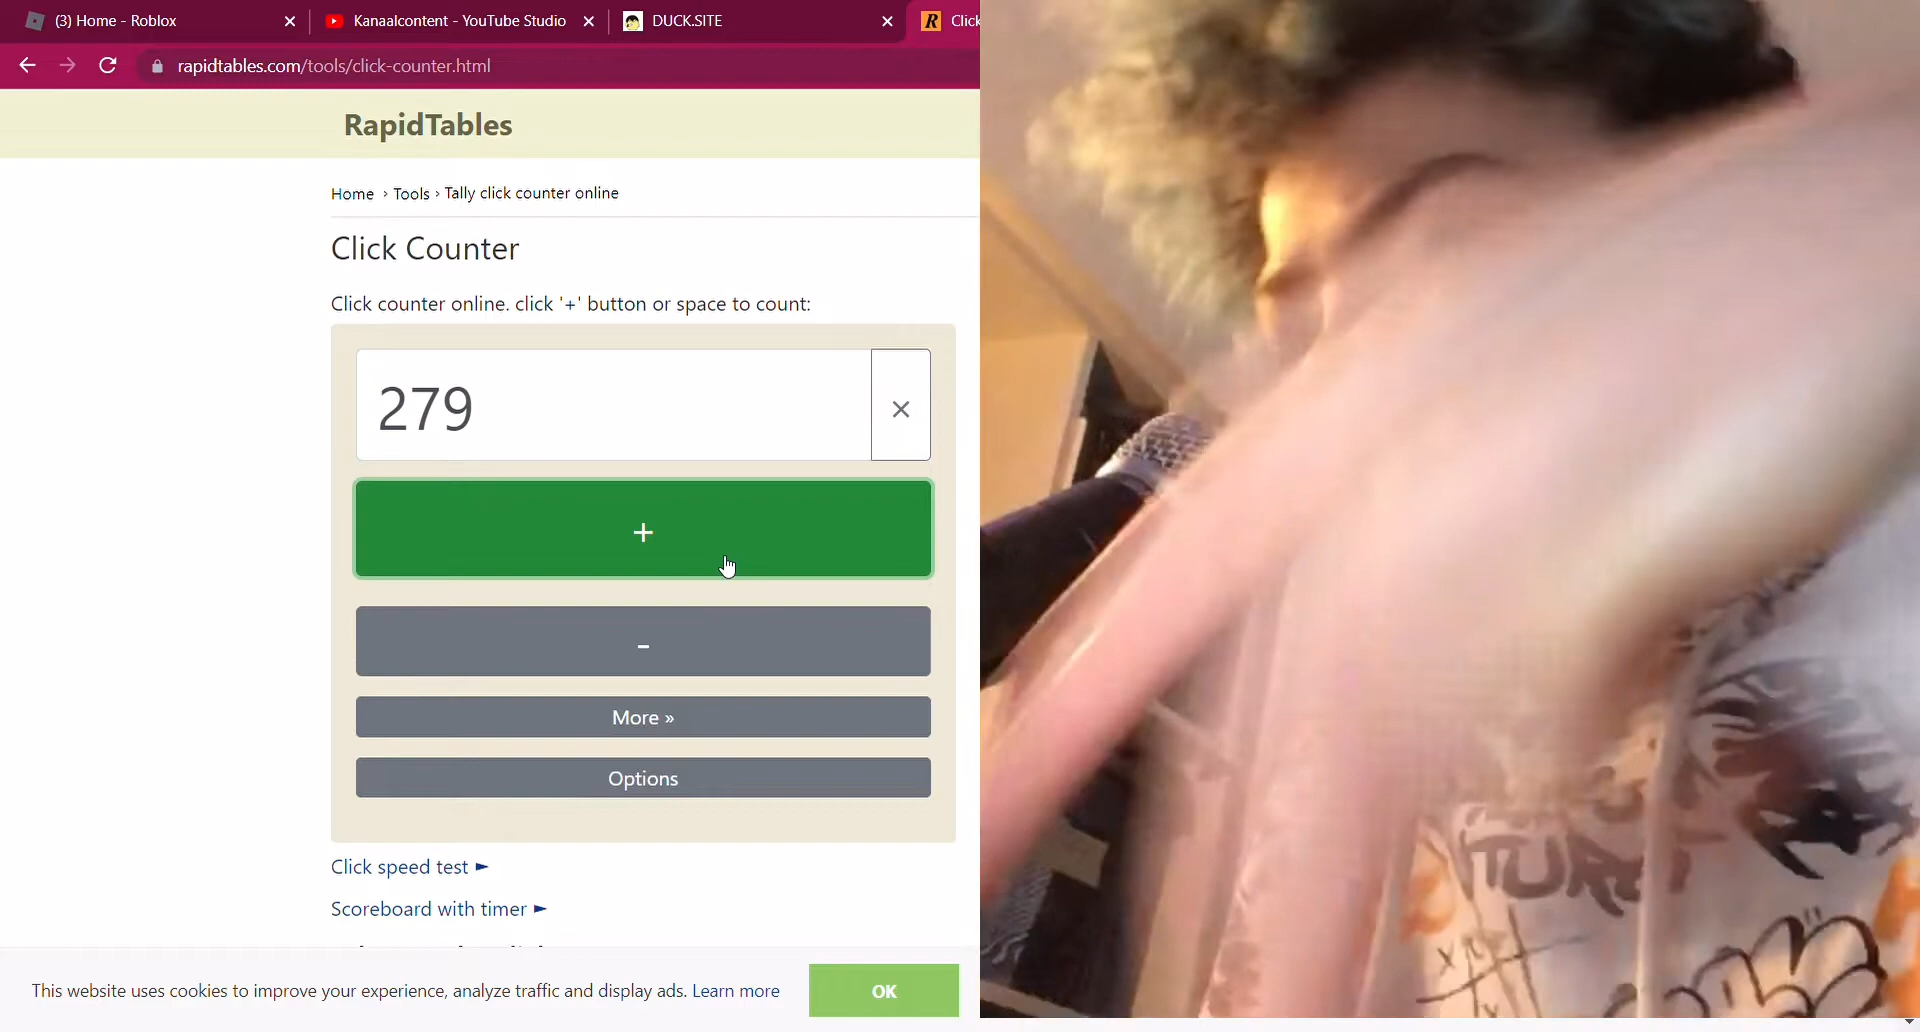 (3) Home - Roblox
Kanaalcontent - YouTube Studio
DUCK.SITE
Click
rapidtables.com/tools/click-counter.html
RapidTables
Home › Tools › Tally click counter online
Click Counter
Click counter online. click '+' button or space to count:
279
+
-
More »
Options
Click speed test ►
Scoreboard with timer ►
This website uses cookies to improve your experience, analyze traffic and display ads. Learn more
OK